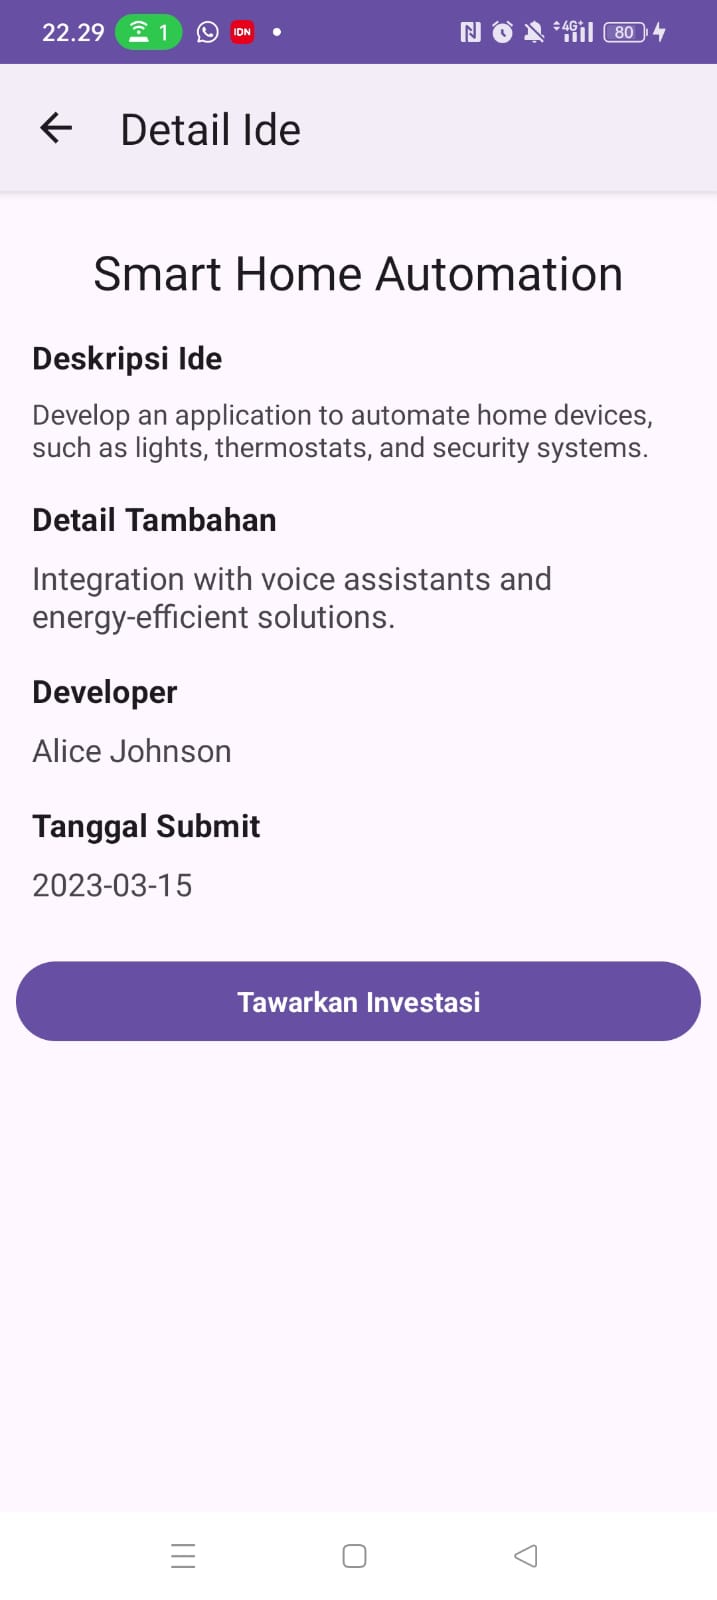 22.29 1 IDN 4G+ 80
Detail Ide
Smart Home Automation
Deskripsi Ide
Develop an application to automate home devices,
such as lights, thermostats, and security systems.
Detail Tambahan
Integration with voice assistants and
energy-efficient solutions.
Developer
Alice Johnson
Tanggal Submit
2023-03-15
Tawarkan Investasi